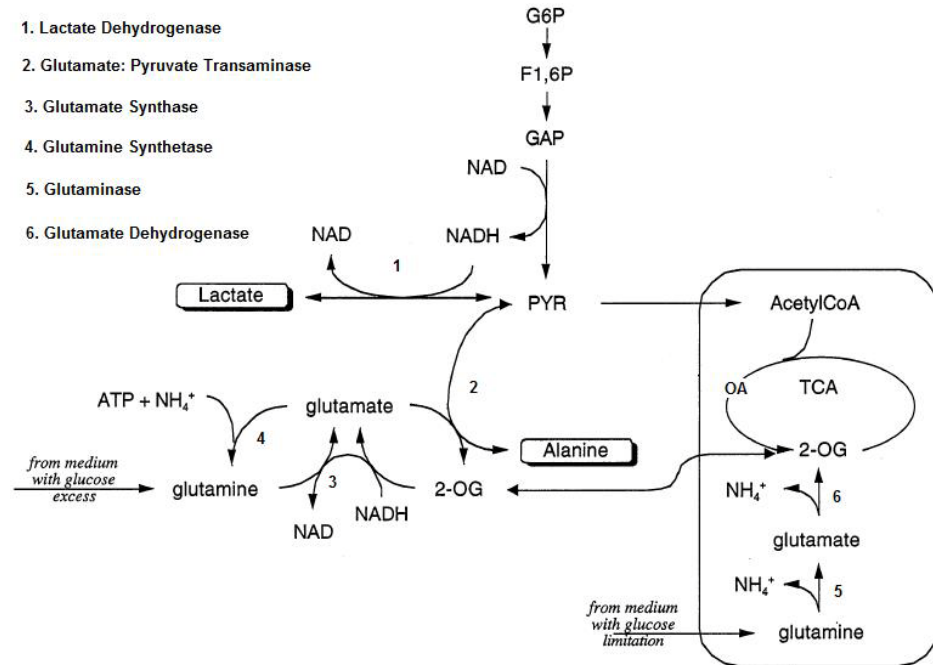 1. Lactate Dehydrogenase
2. Glutamate: Pyruvate Transaminase
3. Glutamate Synthase
4. Glutamine Synthetase
5. Glutaminase
6. Glutamate Dehydrogenase
G6P
F1,6P
GAP
NAD
NADH
NAD
1
Lactate
PYR
AcetylCoA
OA
TCA
2
ATP + NH₄⁺
glutamate
4
Alanine
2-OG
from medium
with glucose
excess
glutamine
3
2-OG
NAD
NADH
NH₄⁺
6
glutamate
NH₄⁺
5
from medium
with glucose
limitation
glutamine